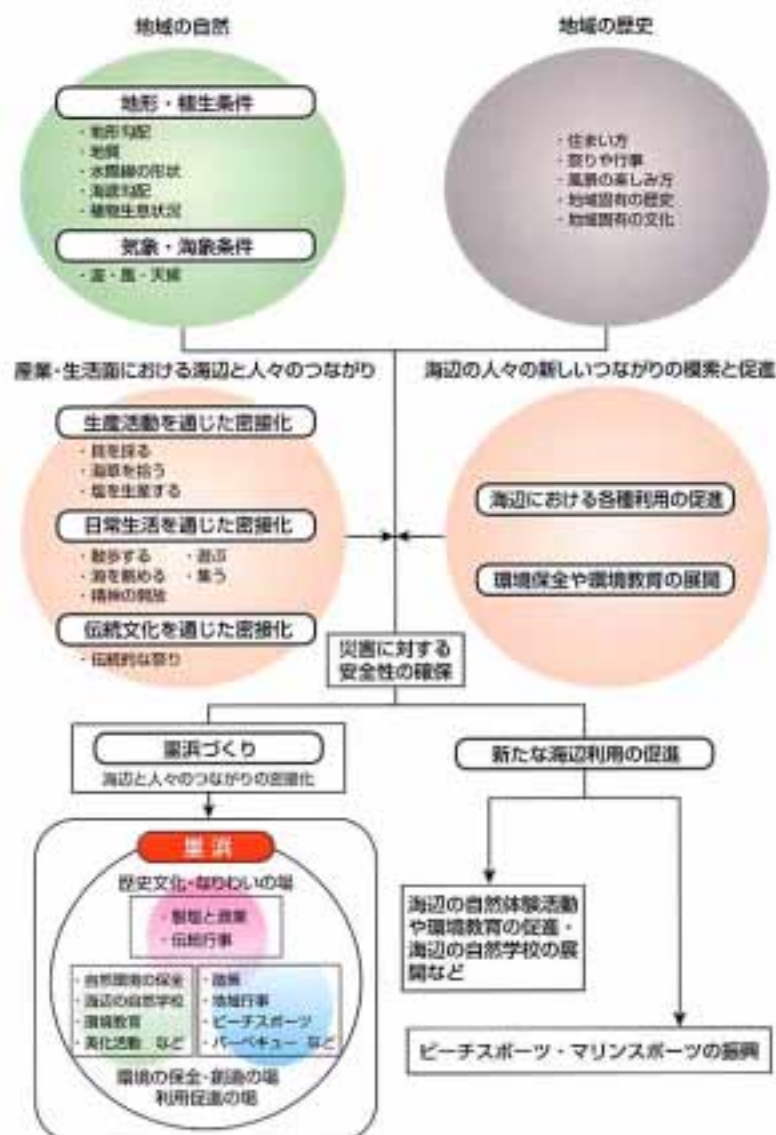 地域の自然
地形・植生条件
・地形勾配
・地質
・水際線の形状
・海底勾配
・植物生息状況
気象・海象条件
・波・風・天候
地域の歴史
・住まい方
・祭りや行事
・風景の楽しみ方
・地域固有の歴史
・地域固有の文化
産業・生活面における海辺と人々のつながり
生産活動を通じた密接化
・貝を採る
・海草を拾う
・塩を生産する
日常生活を通じた密接化
・散歩する ・遊ぶ
・海を眺める ・集う
・精神の開放
伝統文化を通じた密接化
・伝統的な祭り
海辺の人々の新しいつながりの模索と促進
海辺における各種利用の促進
環境保全や環境教育の展開
災害に対する
安全性の確保
里浜づくり
海辺と人々のつながりの密接化
里浜
歴史文化・なりわいの場
・製塩と漁業
・伝統行事
・自然環境の保全
・海辺の自然学校
・環境教育
・美化活動 など
・散策
・地域行事
・ビーチスポーツ
・バーベキュー など
環境の保全・創造の場
利用促進の場
新たな海辺利用の促進
海辺の自然体験活動
や環境教育の促進・
海辺の自然学校の展
開など
ビーチスポーツ・マリンスポーツの振興